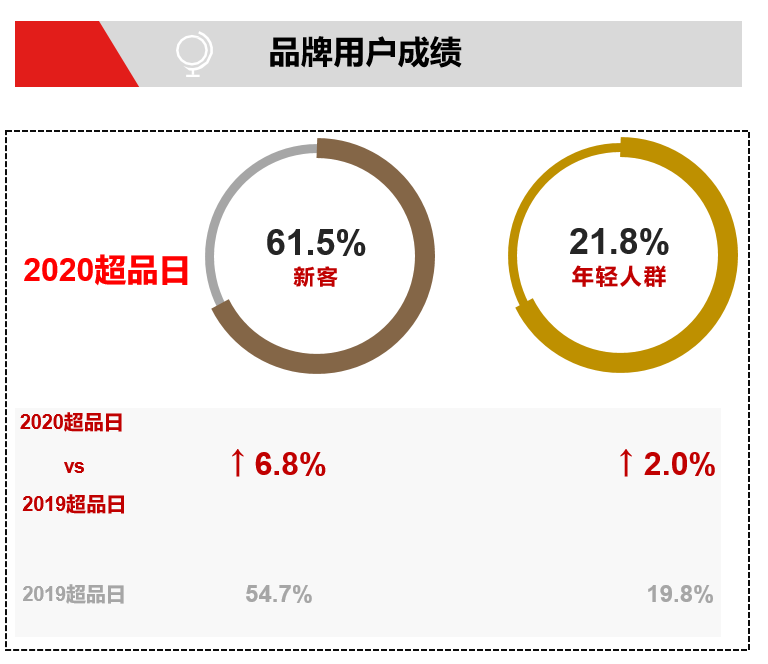 品牌用户成绩
61.5%
新客
21.8%
年轻人群
2020超品日
2020超品日
vs
2019超品日
↑ 6.8%
↑ 2.0%
2019超品日
54.7%
19.8%